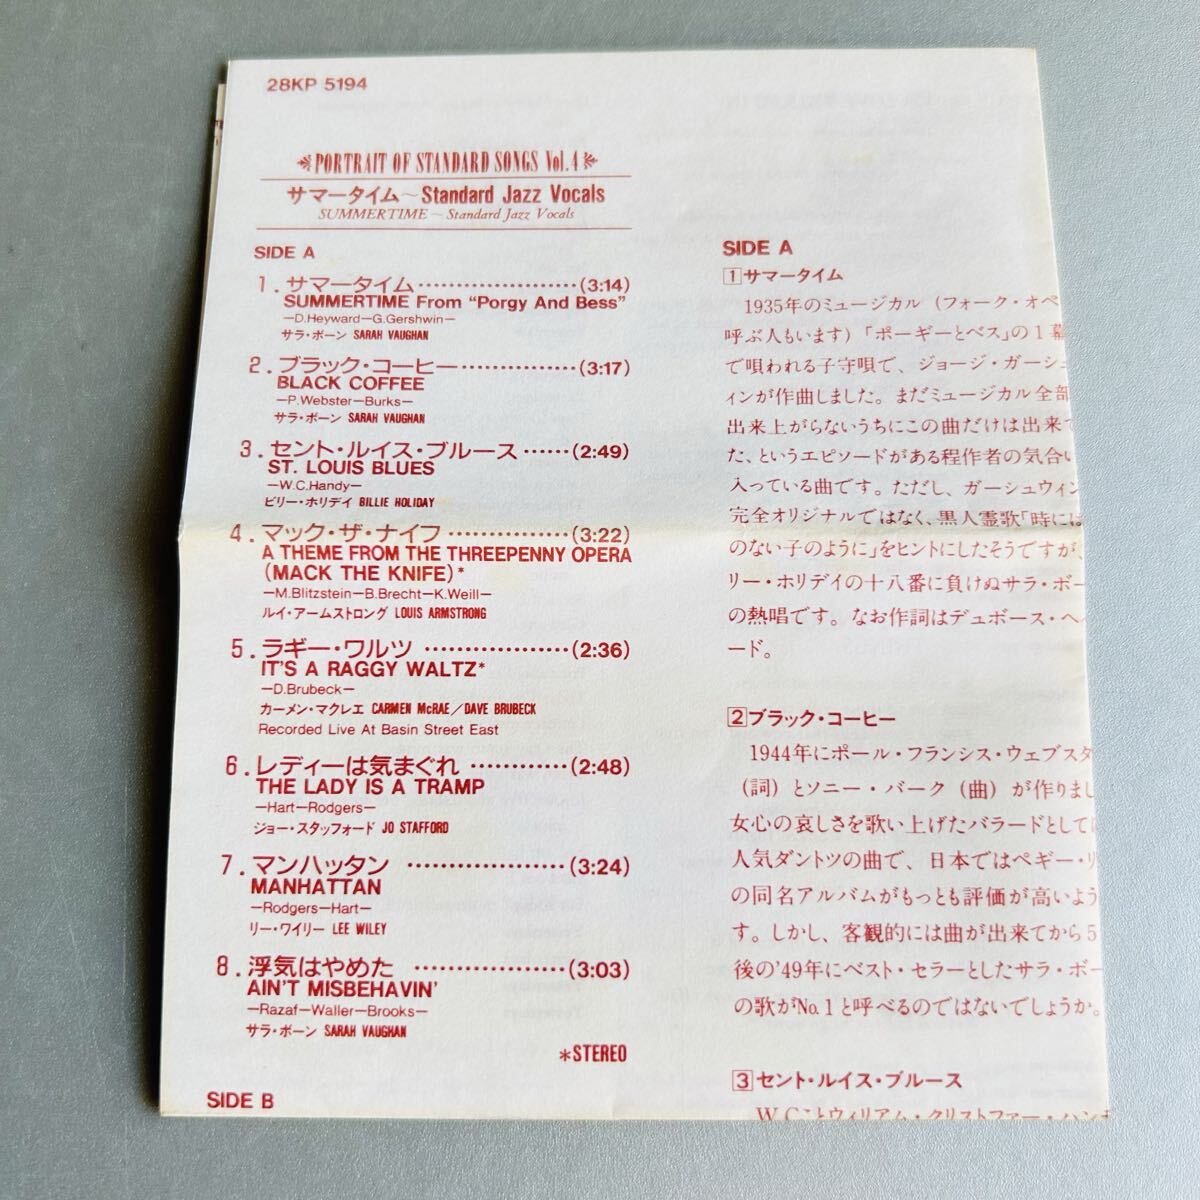 28KP 5194
PORTRAIT OF STANDARD SONGS Vol.4
サマータイム～Standard Jazz Vocals
SUMMERTIME～Standard Jazz Vocals
SIDE A
1.サマータイム……………………(3:14)
SUMMERTIME From “Porgy And Bess”
—D.Heyward—G.Gershwin—
サラ・ボーン SARAH VAUGHAN
2.ブラック・コーヒー……………(3:17)
BLACK COFFEE
—P.Webster—Burks—
サラ・ボーン SARAH VAUGHAN
3.セント・ルイス・ブルース……(2:49)
ST. LOUIS BLUES
—W.C.Handy—
ビリー・ホリデイ BILLIE HOLIDAY
4.マック・ザ・ナイフ……………(3:22)
A THEME FROM THE THREEPENNY OPERA
(MACK THE KNIFE)*
—M.Blitzstein—B.Brecht—K.Weill—
ルイ・アームストロング LOUIS ARMSTRONG
5.ラギー・ワルツ…………………(2:36)
IT'S A RAGGY WALTZ*
—D.Brubeck—
カーメン・マクレエ CARMEN McRAE／DAVE BRUBECK
Recorded Live At Basin Street East
6.レディーは気まぐれ……………(2:48)
THE LADY IS A TRAMP
—Hart—Rodgers—
ジョー・スタッフォード JO STAFFORD
7.マンハッタン……………………(3:24)
MANHATTAN
—Rodgers—Hart—
リー・ワイリー LEE WILEY
8.浮気はやめた……………………(3:03)
AIN'T MISBEHAVIN'
—Razaf—Waller—Brooks—
サラ・ボーン SARAH VAUGHAN
*STEREO
SIDE B
SIDE A
1サマータイム
1935年のミュージカル（フォーク・オペ
呼ぶ人もいます）「ポーギーとベス」の1幕
で唄われる子守唄で、ジョージ・ガーシュ
ィンが作曲しました。まだミュージカル全部
出来上がらないうちにこの曲だけは出来て
た、というエピソードがある程作者の気合い
入っている曲です。ただし、ガーシュウィン
完全オリジナルではなく、黒人霊歌「時には
のない子のように」をヒントにしたそうですが、
リー・ホリデイの十八番に負けぬサラ・ボー
の熱唱です。なお作詞はデュボース・ヘイ
ード。
2ブラック・コーヒー
1944年にポール・フランシス・ウェブスタ
（詞）とソニー・バーク（曲）が作りまし
女心の哀しさを歌い上げたバラードとしては
人気ダントツの曲で、日本ではペギー・リ
の同名アルバムがもっとも評価が高いよう
す。しかし、客観的には曲が出来てから5
後の'49年にベスト・セラーとしたサラ・ボー
の歌がNo.1と呼べるのではないでしょうか。
3セント・ルイス・ブルース
W.Cことウィリアム・クリストファー・ハン